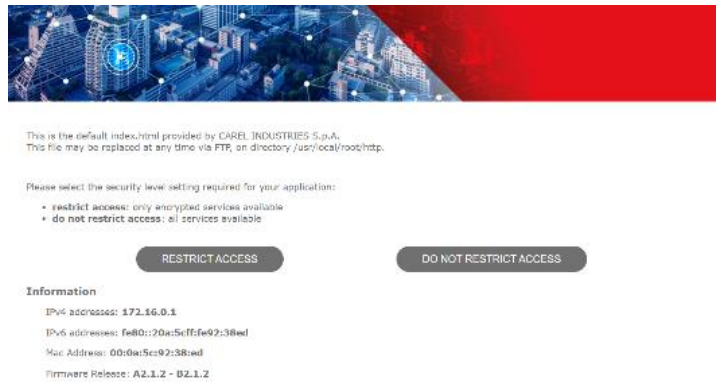 This is the default index.html provided by CAREL INDUSTRIES S.p.A.
This file may be replaced at any time via FTP, on directory /usr/local/root/http.
Please select the security level setting required for your application:
• restrict access: only encrypted services available
• do not restrict access: all services available
RESTRICT ACCESS
DO NOT RESTRICT ACCESS
Information
IPv4 addresses: 172.16.0.1
IPv6 addresses: fe80::20a:5cff:fe92:38ed
Mac Address: 00:0a:5c:92:38:ed
Firmware Release: A2.1.2 - B2.1.2